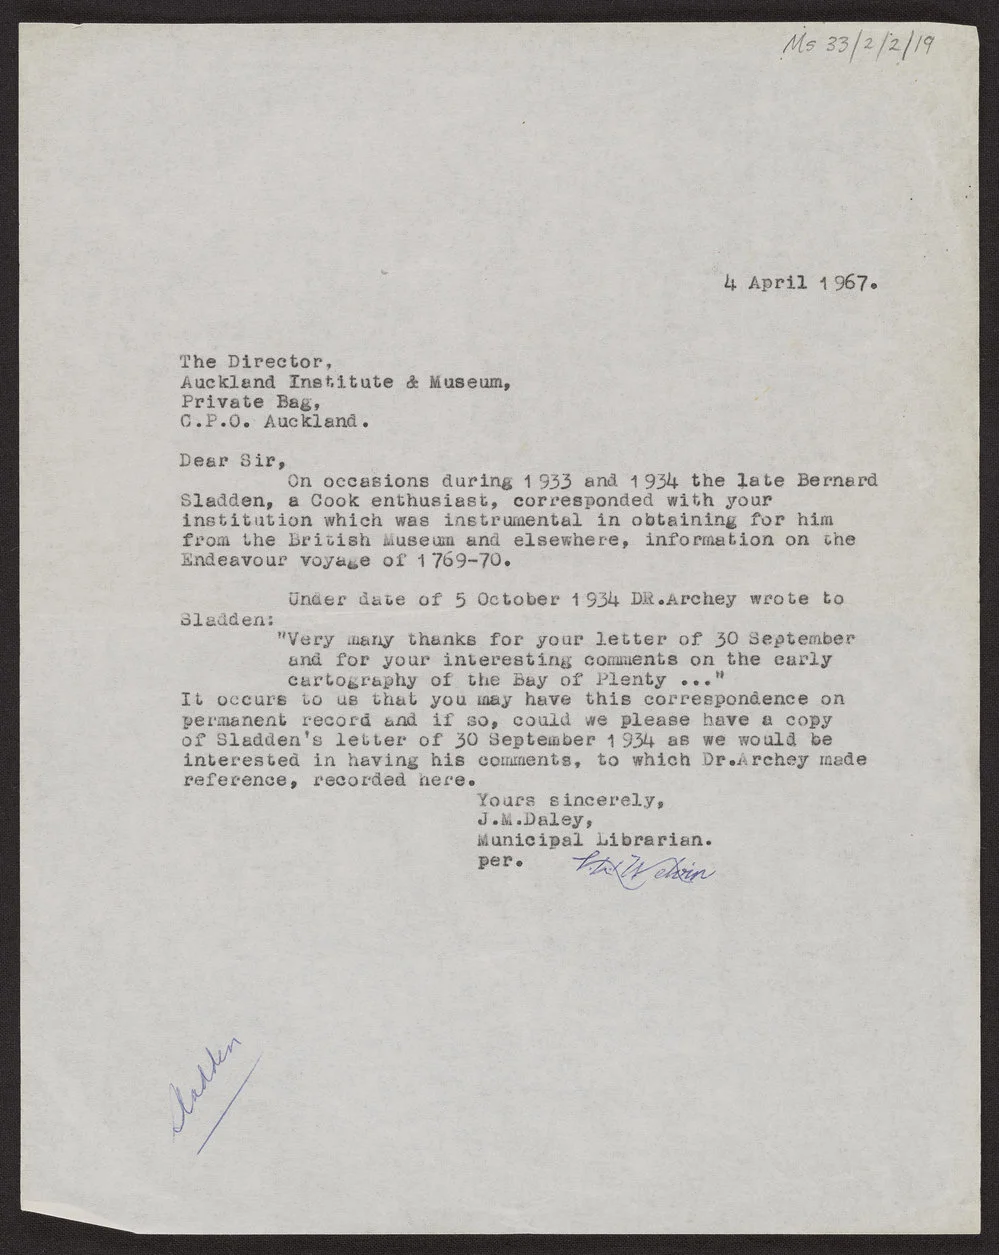 Ms 33/2/2/19
4 April 1967.
The Director,
Auckland Institute & Museum,
Private Bag,
C.P.O. Auckland.
Dear Sir,
On occasions during 1933 and 1934 the late Bernard
Sladden, a Cook enthusiast, corresponded with your
institution which was instrumental in obtaining for him
from the British Museum and elsewhere, information on the
Endeavour voyage of 1769-70.
Under date of 5 October 1934 DR.Archey wrote to
Sladden:
"Very many thanks for your letter of 30 September
and for your interesting comments on the early
cartography of the Bay of Plenty ..."
It occurs to us that you may have this correspondence on
permanent record and if so, could we please have a copy
of Sladden's letter of 30 September 1934 as we would be
interested in having his comments, to which Dr.Archey made
reference, recorded here.
Yours sincerely,
J.M.Daley,
Municipal Librarian.
per.
Sladden